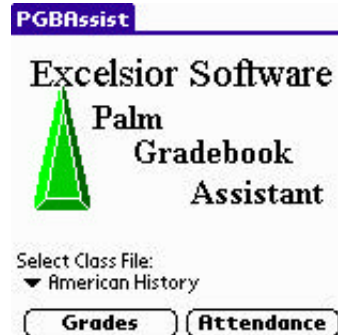 PGBAssist
Excelsior Software
Palm
Gradebook
Assistant
Select Class File:
American History
Grades Attendance